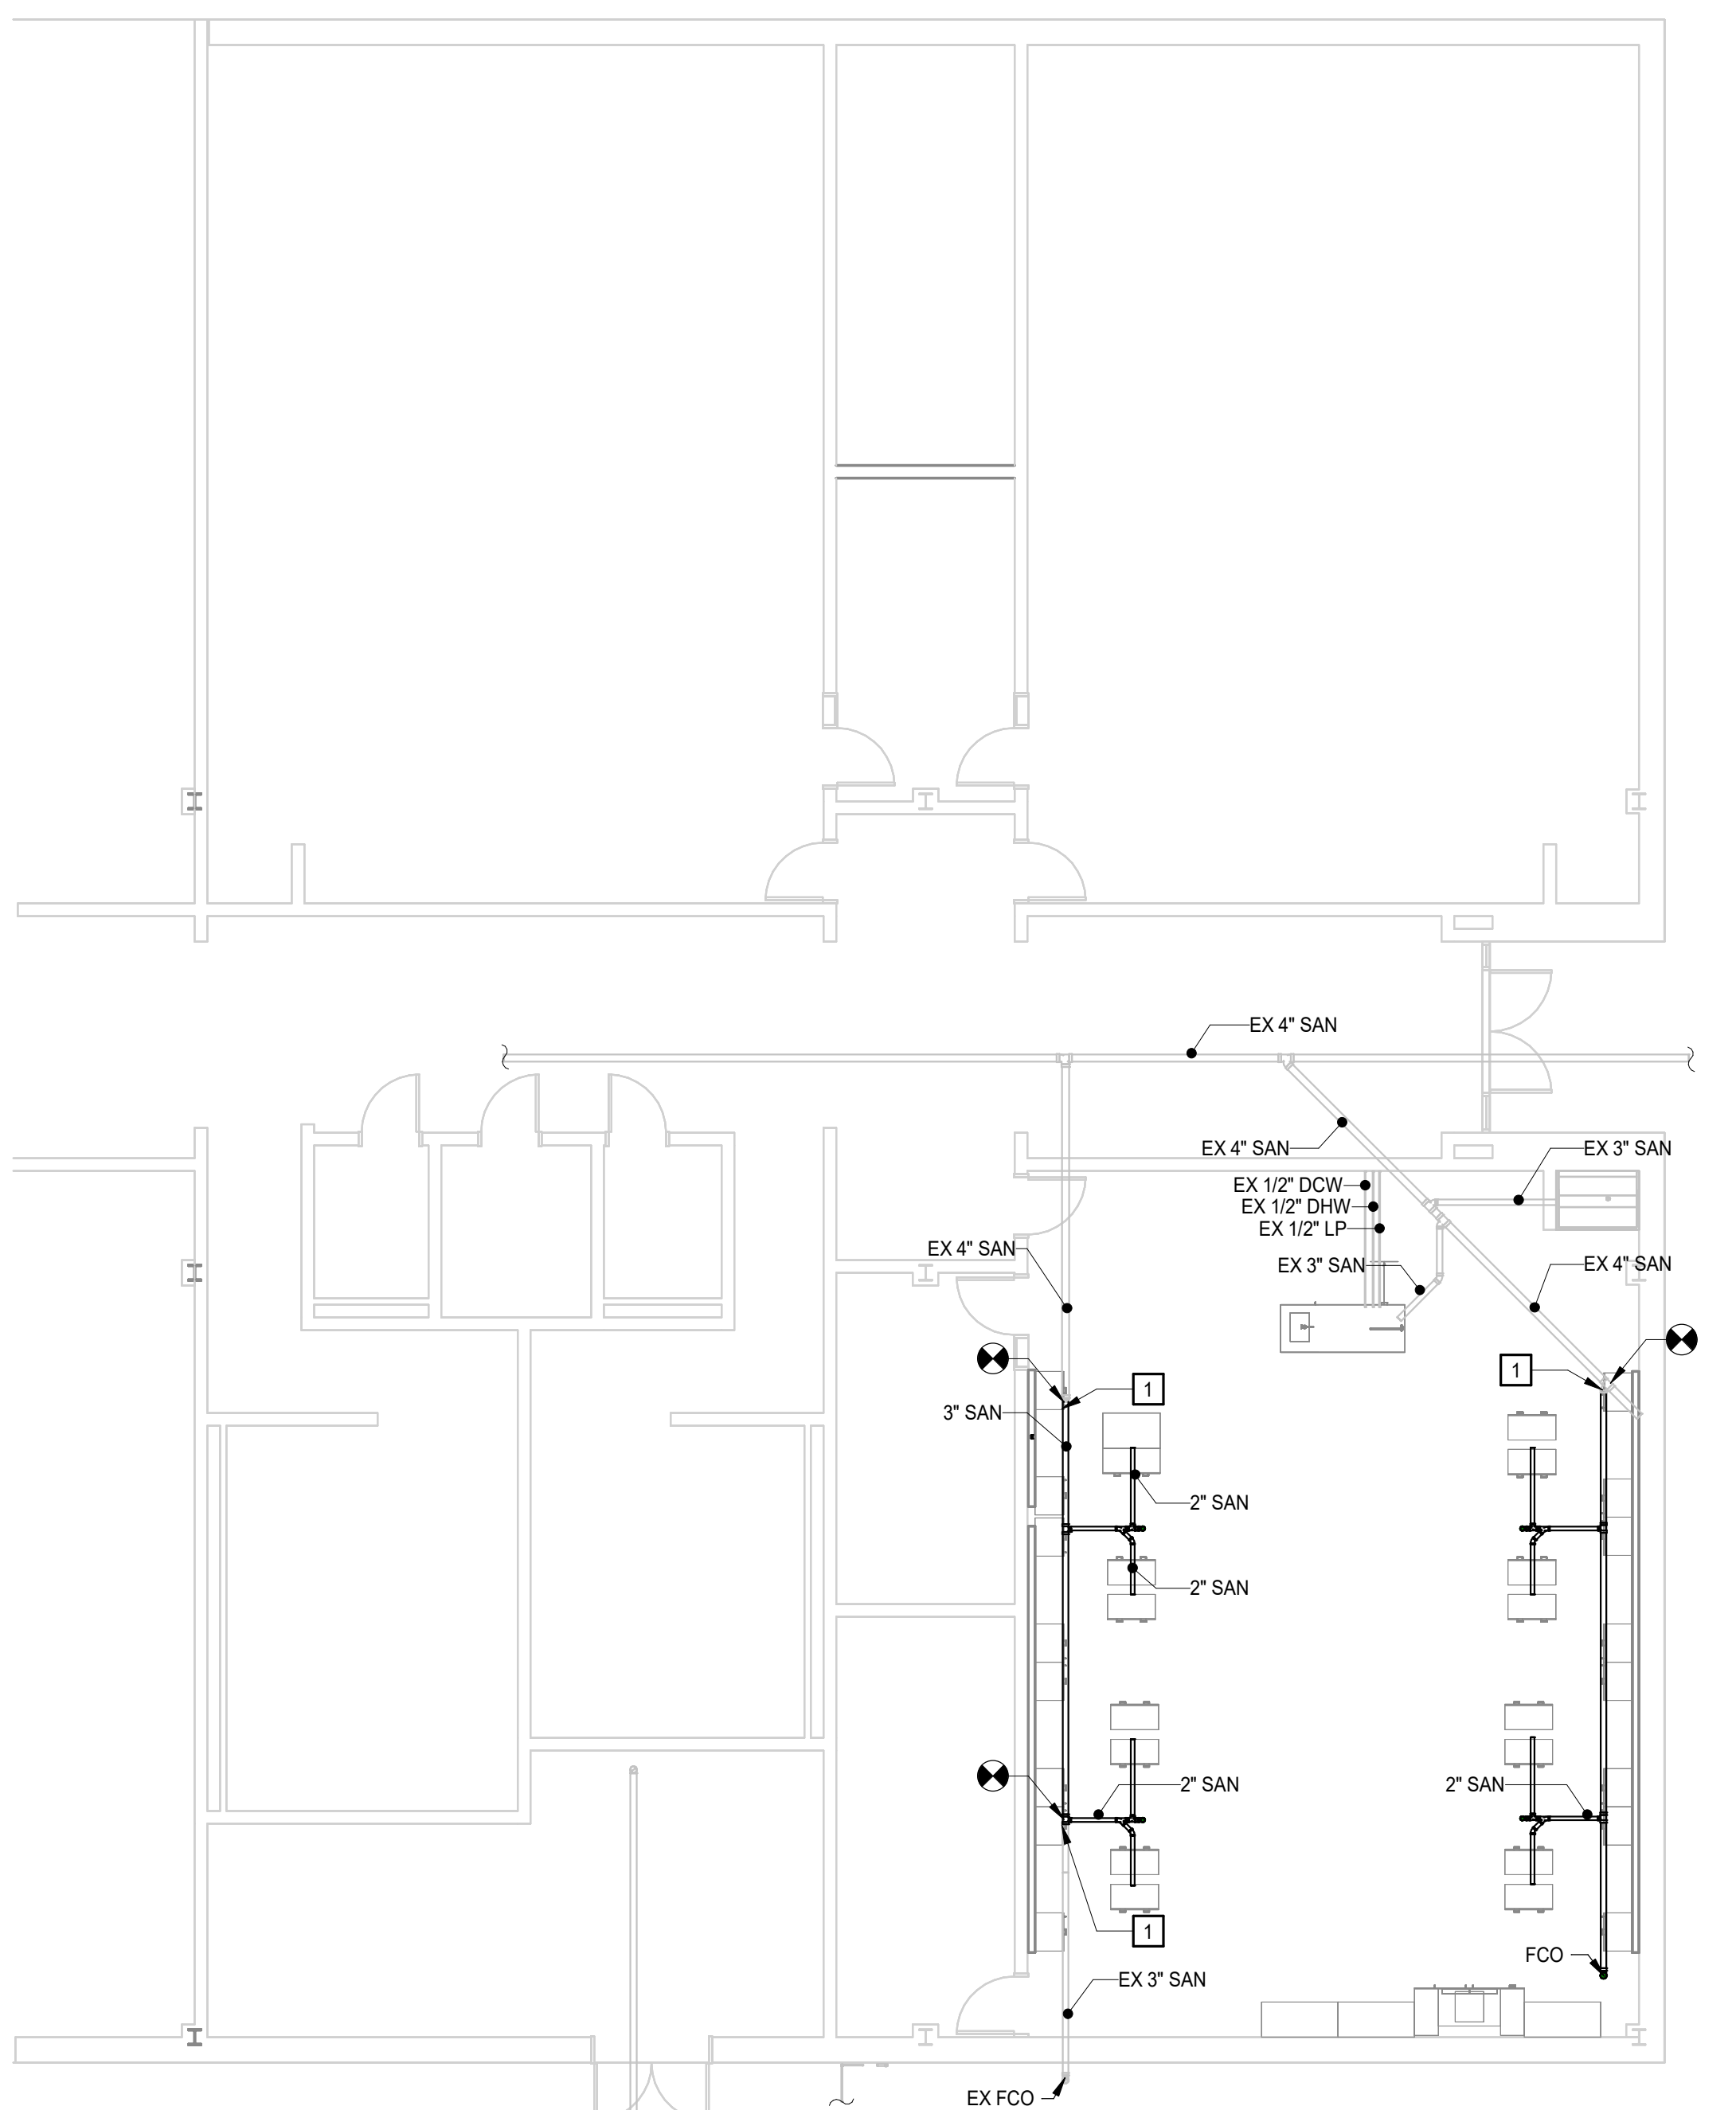 EX 4" SAN
EX 4" SAN
EX 3" SAN
EX 1/2" DCW
EX 1/2" DHW
EX 1/2" LP
EX 4" SAN
EX 3" SAN
EX 4" SAN
1
1
3" SAN
2" SAN
2" SAN
2" SAN
2" SAN
1
FCO
EX 3" SAN
EX FCO